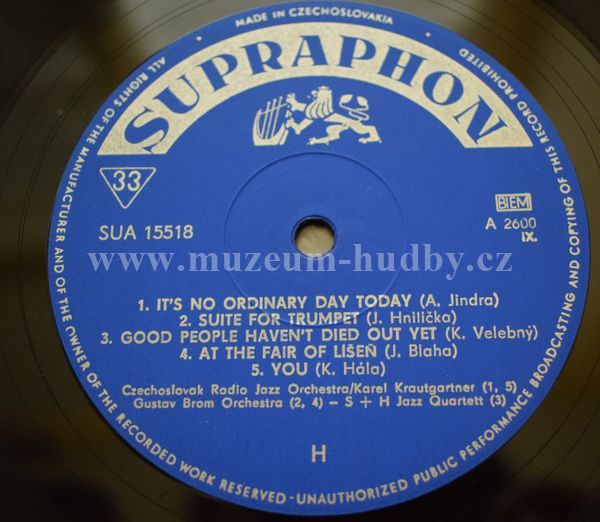 • MADE IN CZECHOSLOVAKIA •
ALL RIGHTS OF THE MANUFACTURER AND OF THE OWNER OF THE RECORDED WORK RESERVED - UNAUTHORIZED PUBLIC PERFORMANCE BROADCASTING AND COPYING OF THIS RECORD PROHIBITED
SUPRAPHON
33
SUA 15518
BIEM
A 2600
IX.
www.muzeum-hudby.cz
1. IT'S NO ORDINARY DAY TODAY (A. Jindra)
2. SUITE FOR TRUMPET (J. Hnilička)
3. GOOD PEOPLE HAVEN'T DIED OUT YET (K. Velebný)
4. AT THE FAIR OF LÍŠEŇ (J. Blaha)
5. YOU (K. Hála)
Czechoslovak Radio Jazz Orchestra/Karel Krautgartner (1, 5)
Gustav Brom Orchestra (2, 4) – S + H Jazz Quartett (3)
H